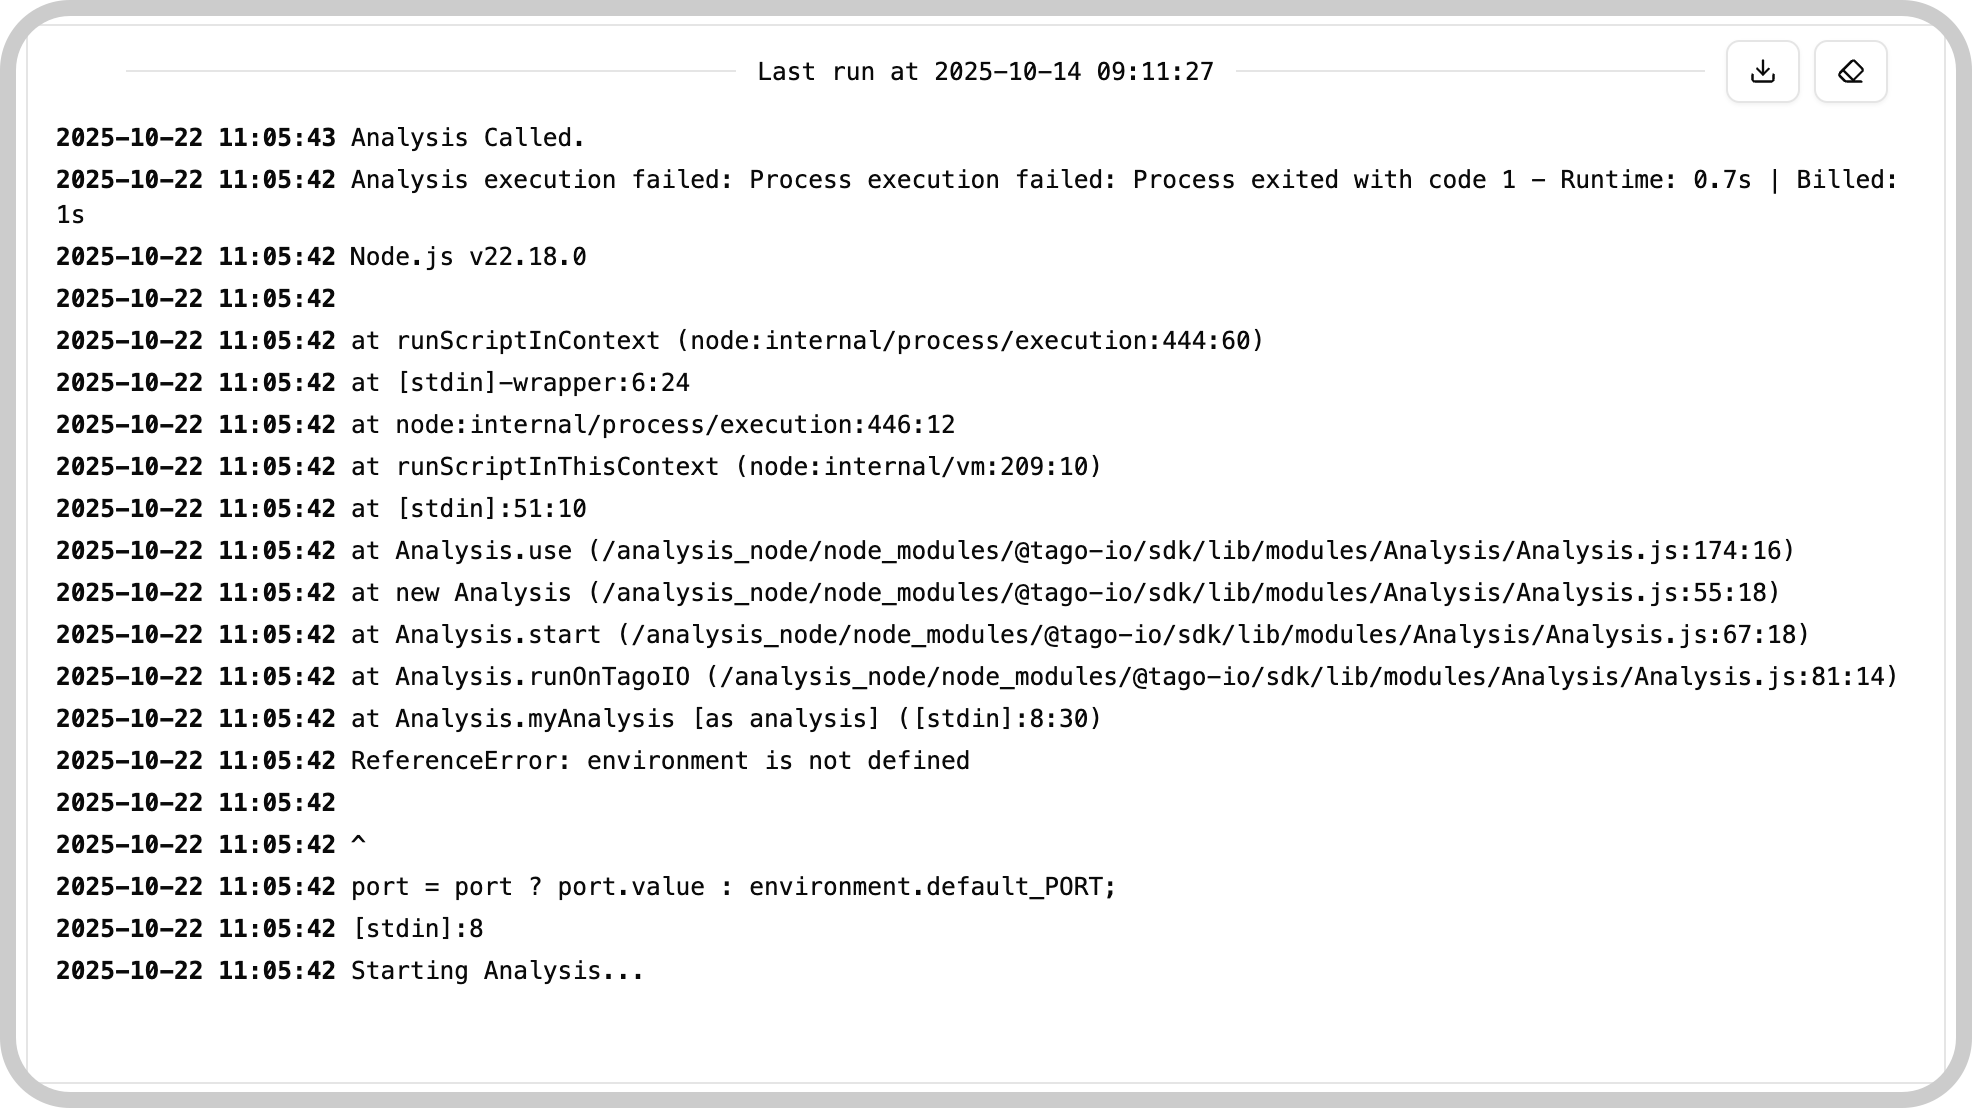 Last run at 2025-10-14 09:11:27
2025-10-22 11:05:43 Analysis Called.
2025-10-22 11:05:42 Analysis execution failed: Process execution failed: Process exited with code 1 - Runtime: 0.7s | Billed:
1s
2025-10-22 11:05:42 Node.js v22.18.0
2025-10-22 11:05:42
2025-10-22 11:05:42 at runScriptInContext (node:internal/process/execution:444:60)
2025-10-22 11:05:42 at [stdin]-wrapper:6:24
2025-10-22 11:05:42 at node:internal/process/execution:446:12
2025-10-22 11:05:42 at runScriptInThisContext (node:internal/vm:209:10)
2025-10-22 11:05:42 at [stdin]:51:10
2025-10-22 11:05:42 at Analysis.use (/analysis_node/node_modules/@tago-io/sdk/lib/modules/Analysis/Analysis.js:174:16)
2025-10-22 11:05:42 at new Analysis (/analysis_node/node_modules/@tago-io/sdk/lib/modules/Analysis/Analysis.js:55:18)
2025-10-22 11:05:42 at Analysis.start (/analysis_node/node_modules/@tago-io/sdk/lib/modules/Analysis/Analysis.js:67:18)
2025-10-22 11:05:42 at Analysis.runOnTagoIO (/analysis_node/node_modules/@tago-io/sdk/lib/modules/Analysis/Analysis.js:81:14)
2025-10-22 11:05:42 at Analysis.myAnalysis [as analysis] ([stdin]:8:30)
2025-10-22 11:05:42 ReferenceError: environment is not defined
2025-10-22 11:05:42
2025-10-22 11:05:42 ^
2025-10-22 11:05:42 port = port ? port.value : environment.default_PORT;
2025-10-22 11:05:42 [stdin]:8
2025-10-22 11:05:42 Starting Analysis...